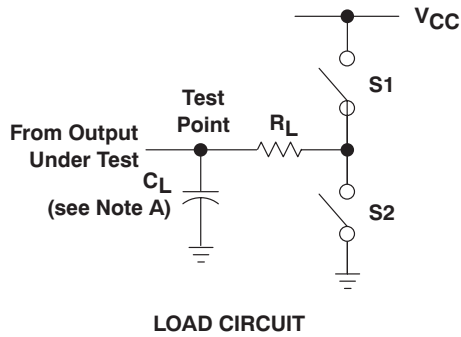 VCC
S1
Test
Point
RL
From Output
Under Test
CL
(see Note A)
S2
LOAD CIRCUIT